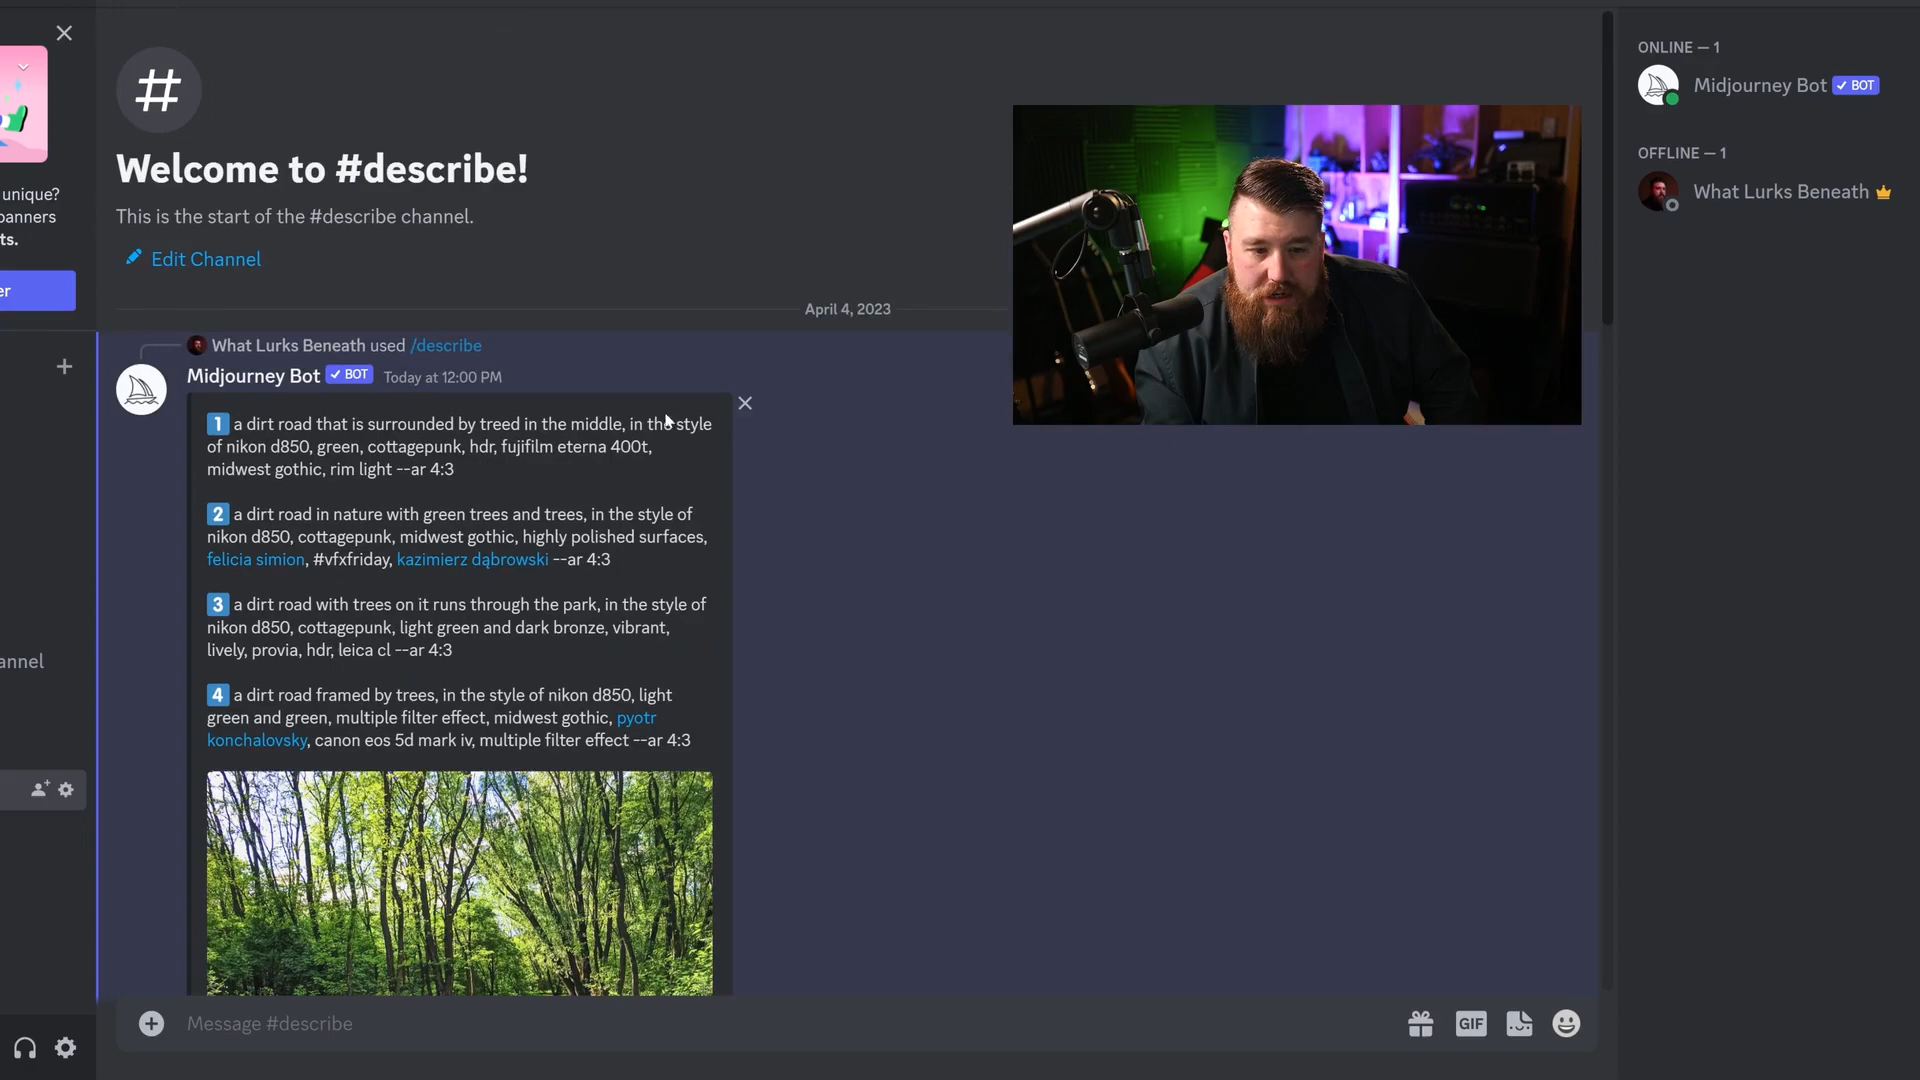 unique?
banners
ts.
er
annel
#
Welcome to #describe!
This is the start of the #describe channel.
Edit Channel
April 4, 2023
What Lurks Beneath used /describe
Midjourney Bot ✓ BOT Today at 12:00 PM
1 a dirt road that is surrounded by treed in the middle, in the style
of nikon d850, green, cottagepunk, hdr, fujifilm eterna 400t,
midwest gothic, rim light --ar 4:3
2 a dirt road in nature with green trees and trees, in the style of
nikon d850, cottagepunk, midwest gothic, highly polished surfaces,
felicia simion, #vfxfriday, kazimierz dąbrowski --ar 4:3
3 a dirt road with trees on it runs through the park, in the style of
nikon d850, cottagepunk, light green and dark bronze, vibrant,
lively, provia, hdr, leica cl --ar 4:3
4 a dirt road framed by trees, in the style of nikon d850, light
green and green, multiple filter effect, midwest gothic, pyotr
konchalovsky, canon eos 5d mark iv, multiple filter effect --ar 4:3
Message #describe
GIF
ONLINE — 1
Midjourney Bot ✓ BOT
OFFLINE — 1
What Lurks Beneath